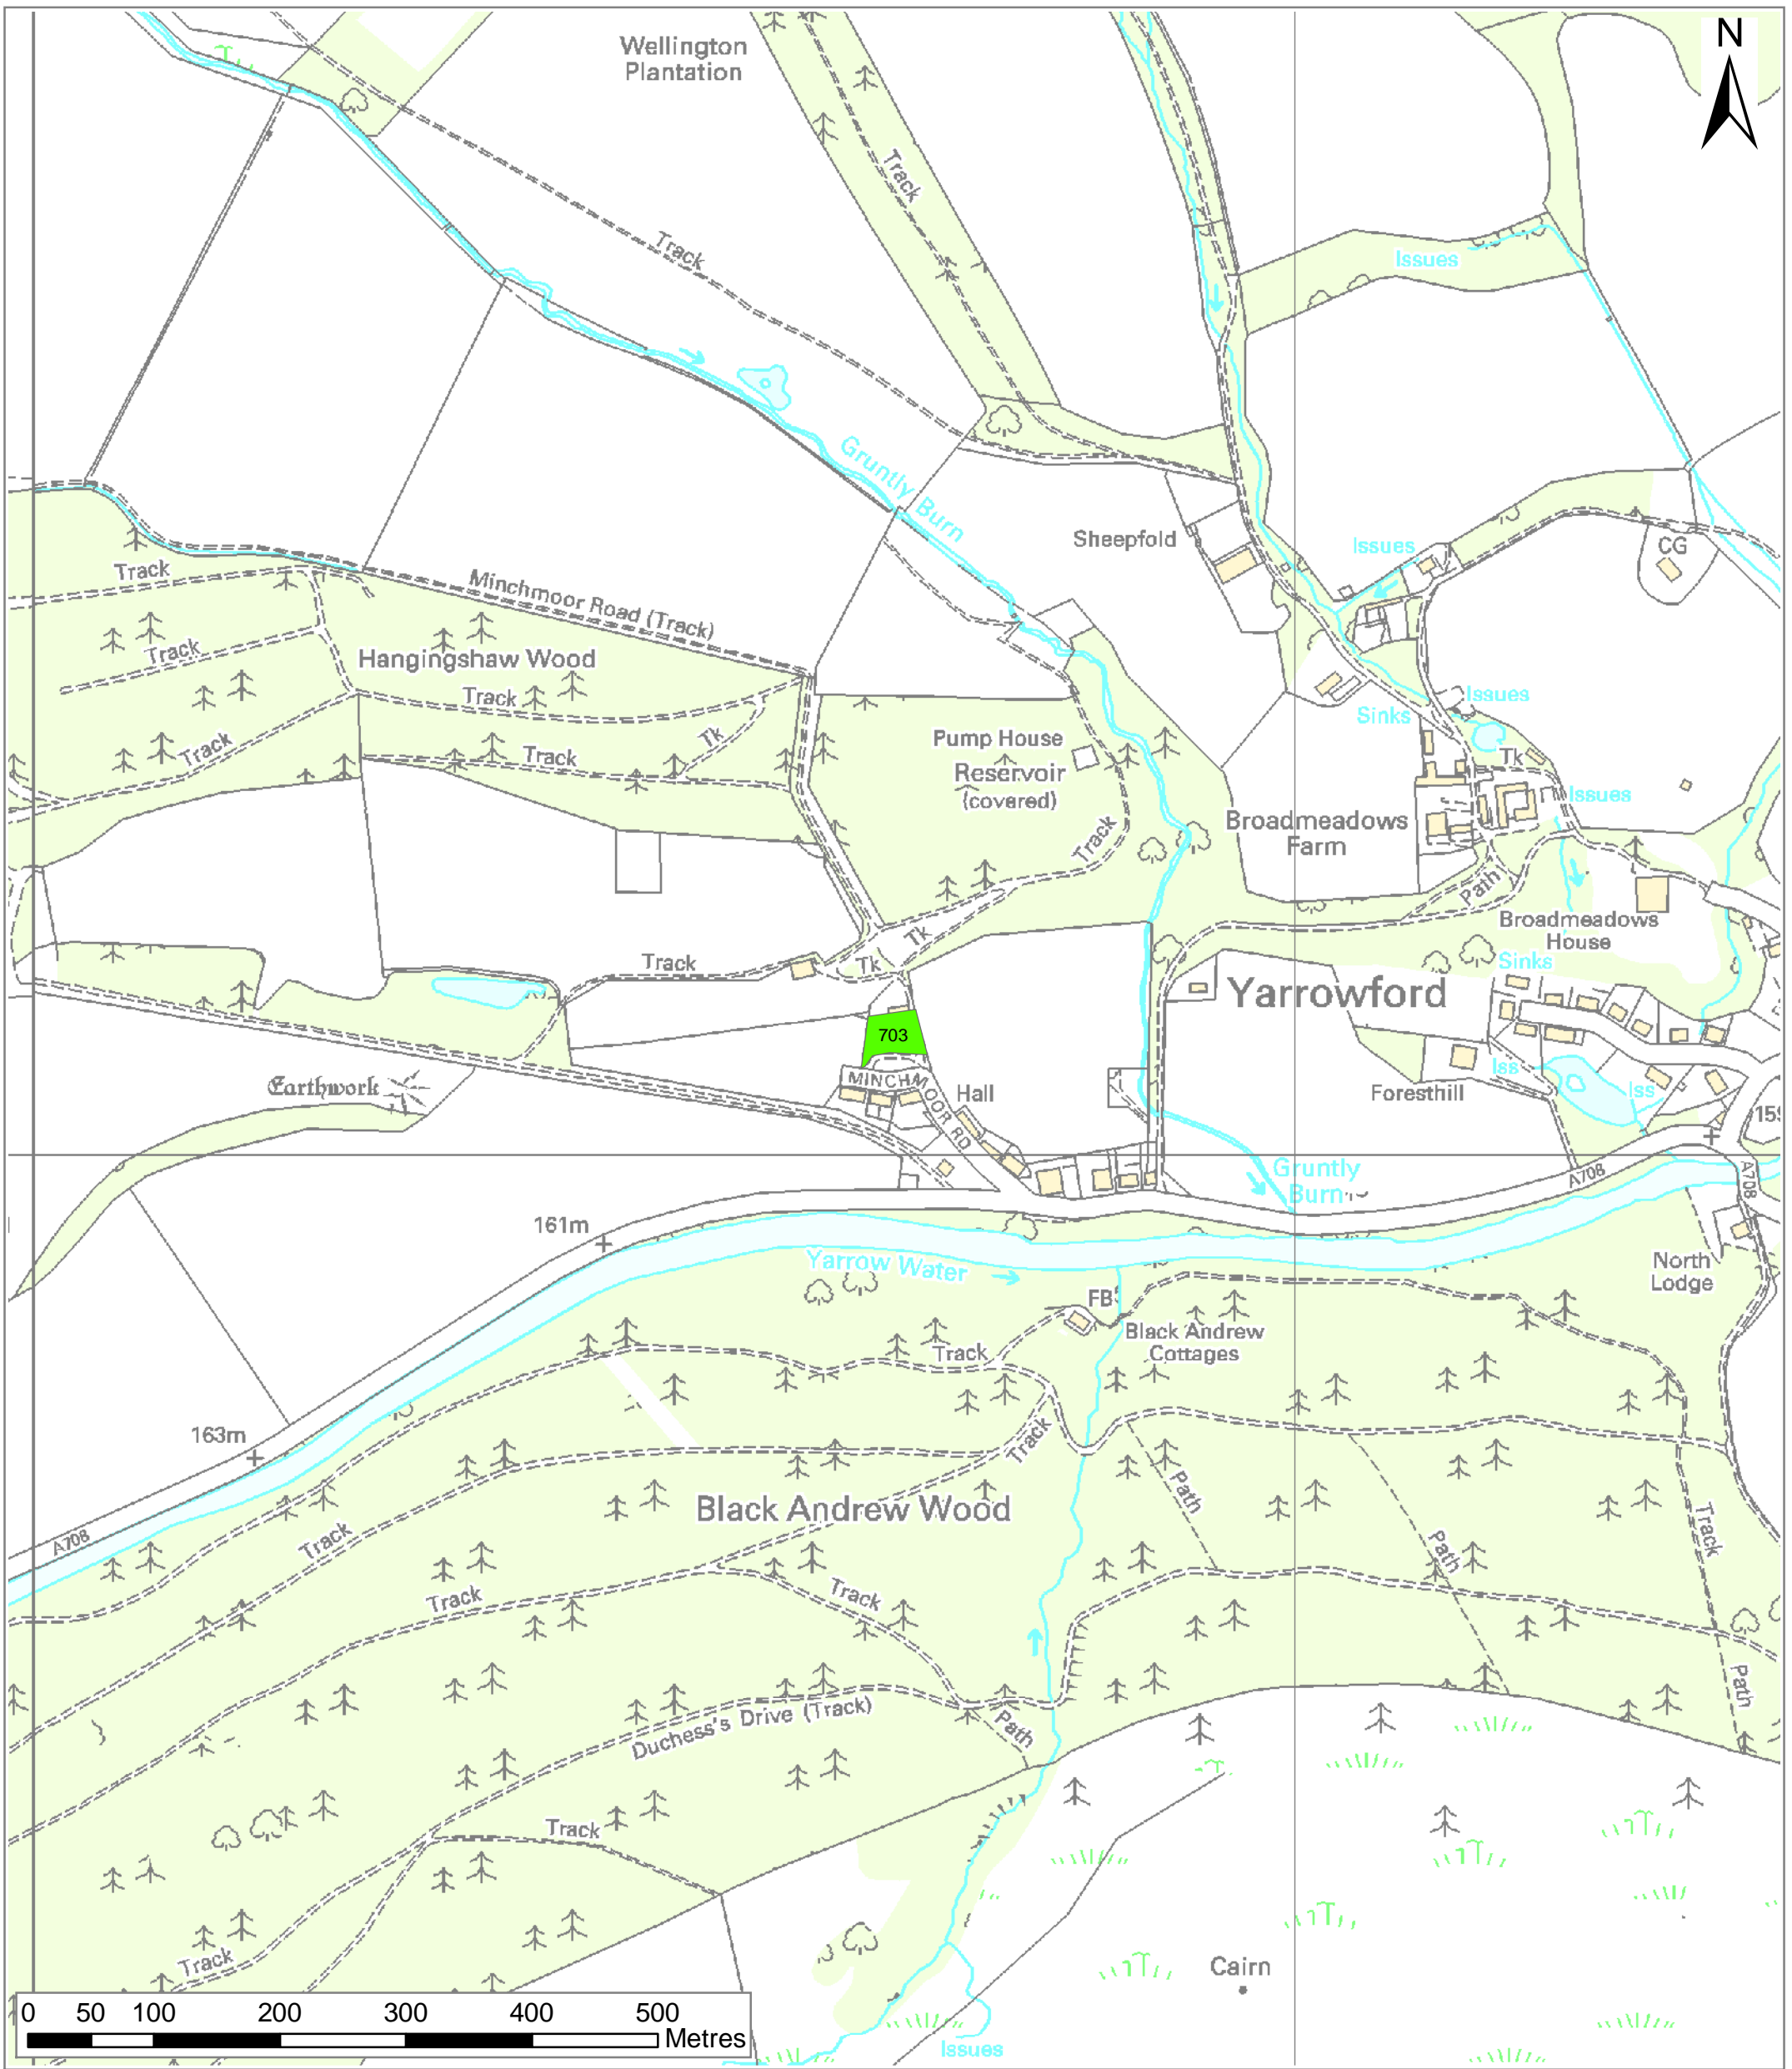 N
Wellington
Plantation
Track
Track
Issues
Gruntly Burn
Sheepfold
Issues
CG
Track
Minchmoor Road (Track)
Track
Hangingshaw Wood
Track
Issues
Sinks
Track
Tk
Track
Pump House
Reservoir
(covered)
Tk
Issues
Broadmeadows
Farm
Track
Path
Broadmeadows
House
Tk
Track
Tk
Sinks
Yarrowford
703
MINCHMOOR RD
Earthwork
Hall
Foresthill
Iss
Iss
Gruntly
Burn
A708
A708
161m
Yarrow Water
North
Lodge
FB
Black Andrew
Cottages
Track
163m
Track
Path
Black Andrew Wood
A708
Track
Path
Track
Track
Track
Path
Duchess's Drive (Track)
Path
Track
Track
Cairn
Issues
0 50 100 200 300 400 500
Metres